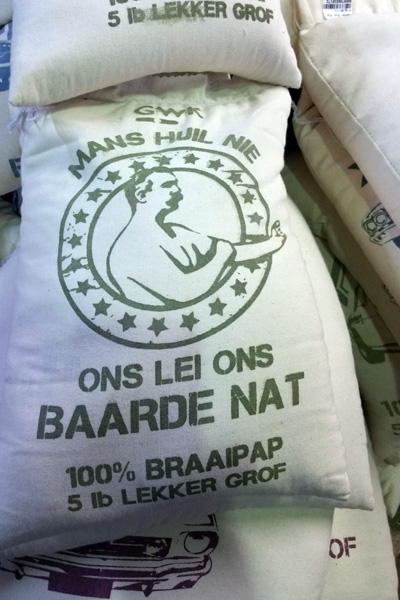 5 lb LEKKER GROF
GWK
MANS HUIL NIE
ONS LEI ONS
BAARDE NAT
100% BRAAIPAP
5 lb LEKKER GROF
OF